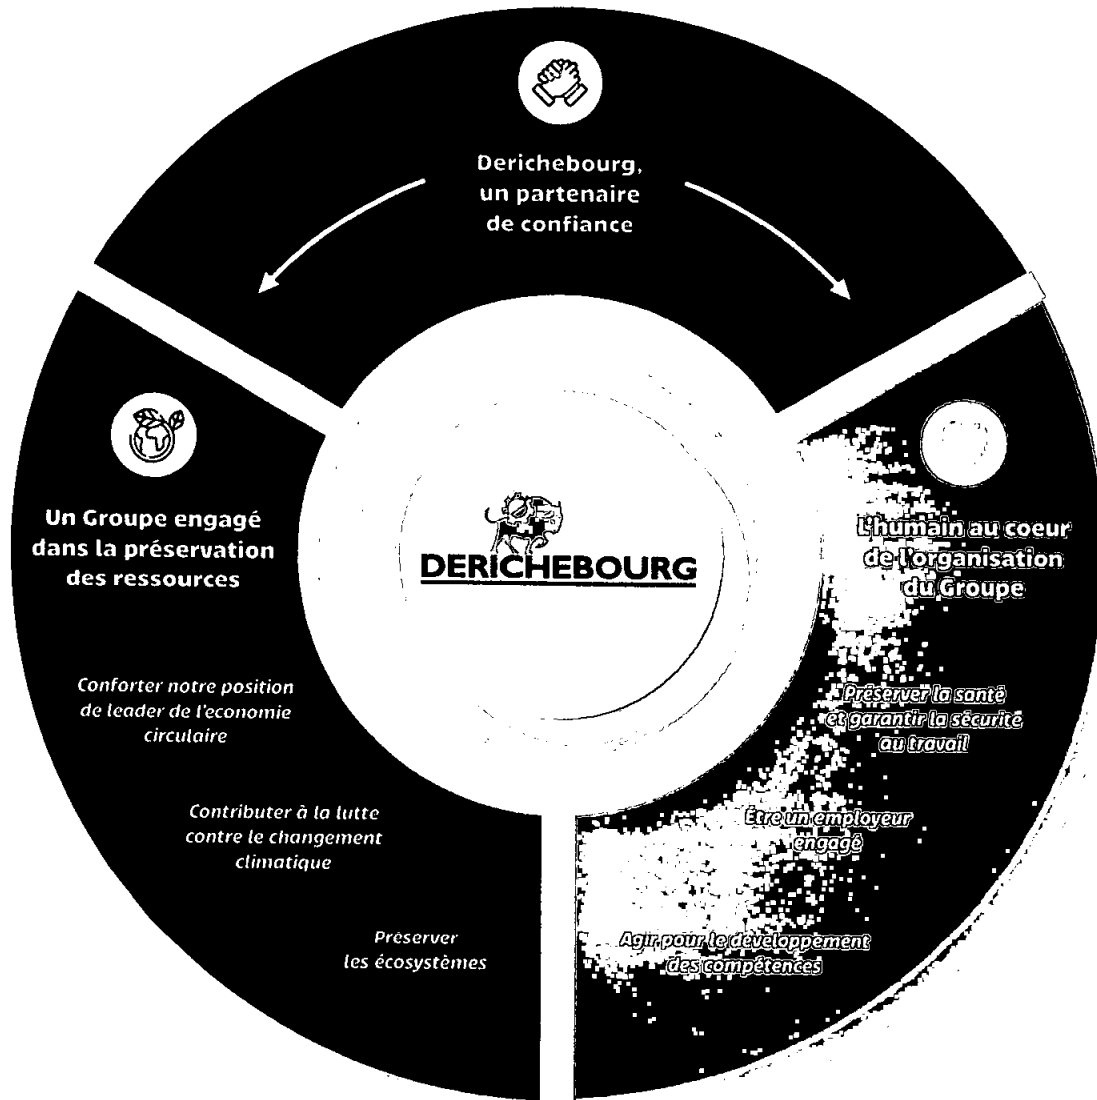 Derichebourg,
un partenaire
de confiance
Un Groupe engagé
dans la préservation
des ressources
Conforter notre position
de leader de l'economie
circulaire
Contributer à la lutte
contre le changement
climatique
Préserver
les écosystèmes
DERICHEBOURG
L'humain au coeur
de l'organisation
du Groupe
Préserver la santé
et garantir la sécurité
au travail
Être un employeur
engagé
Agir pour le développement
des compétences